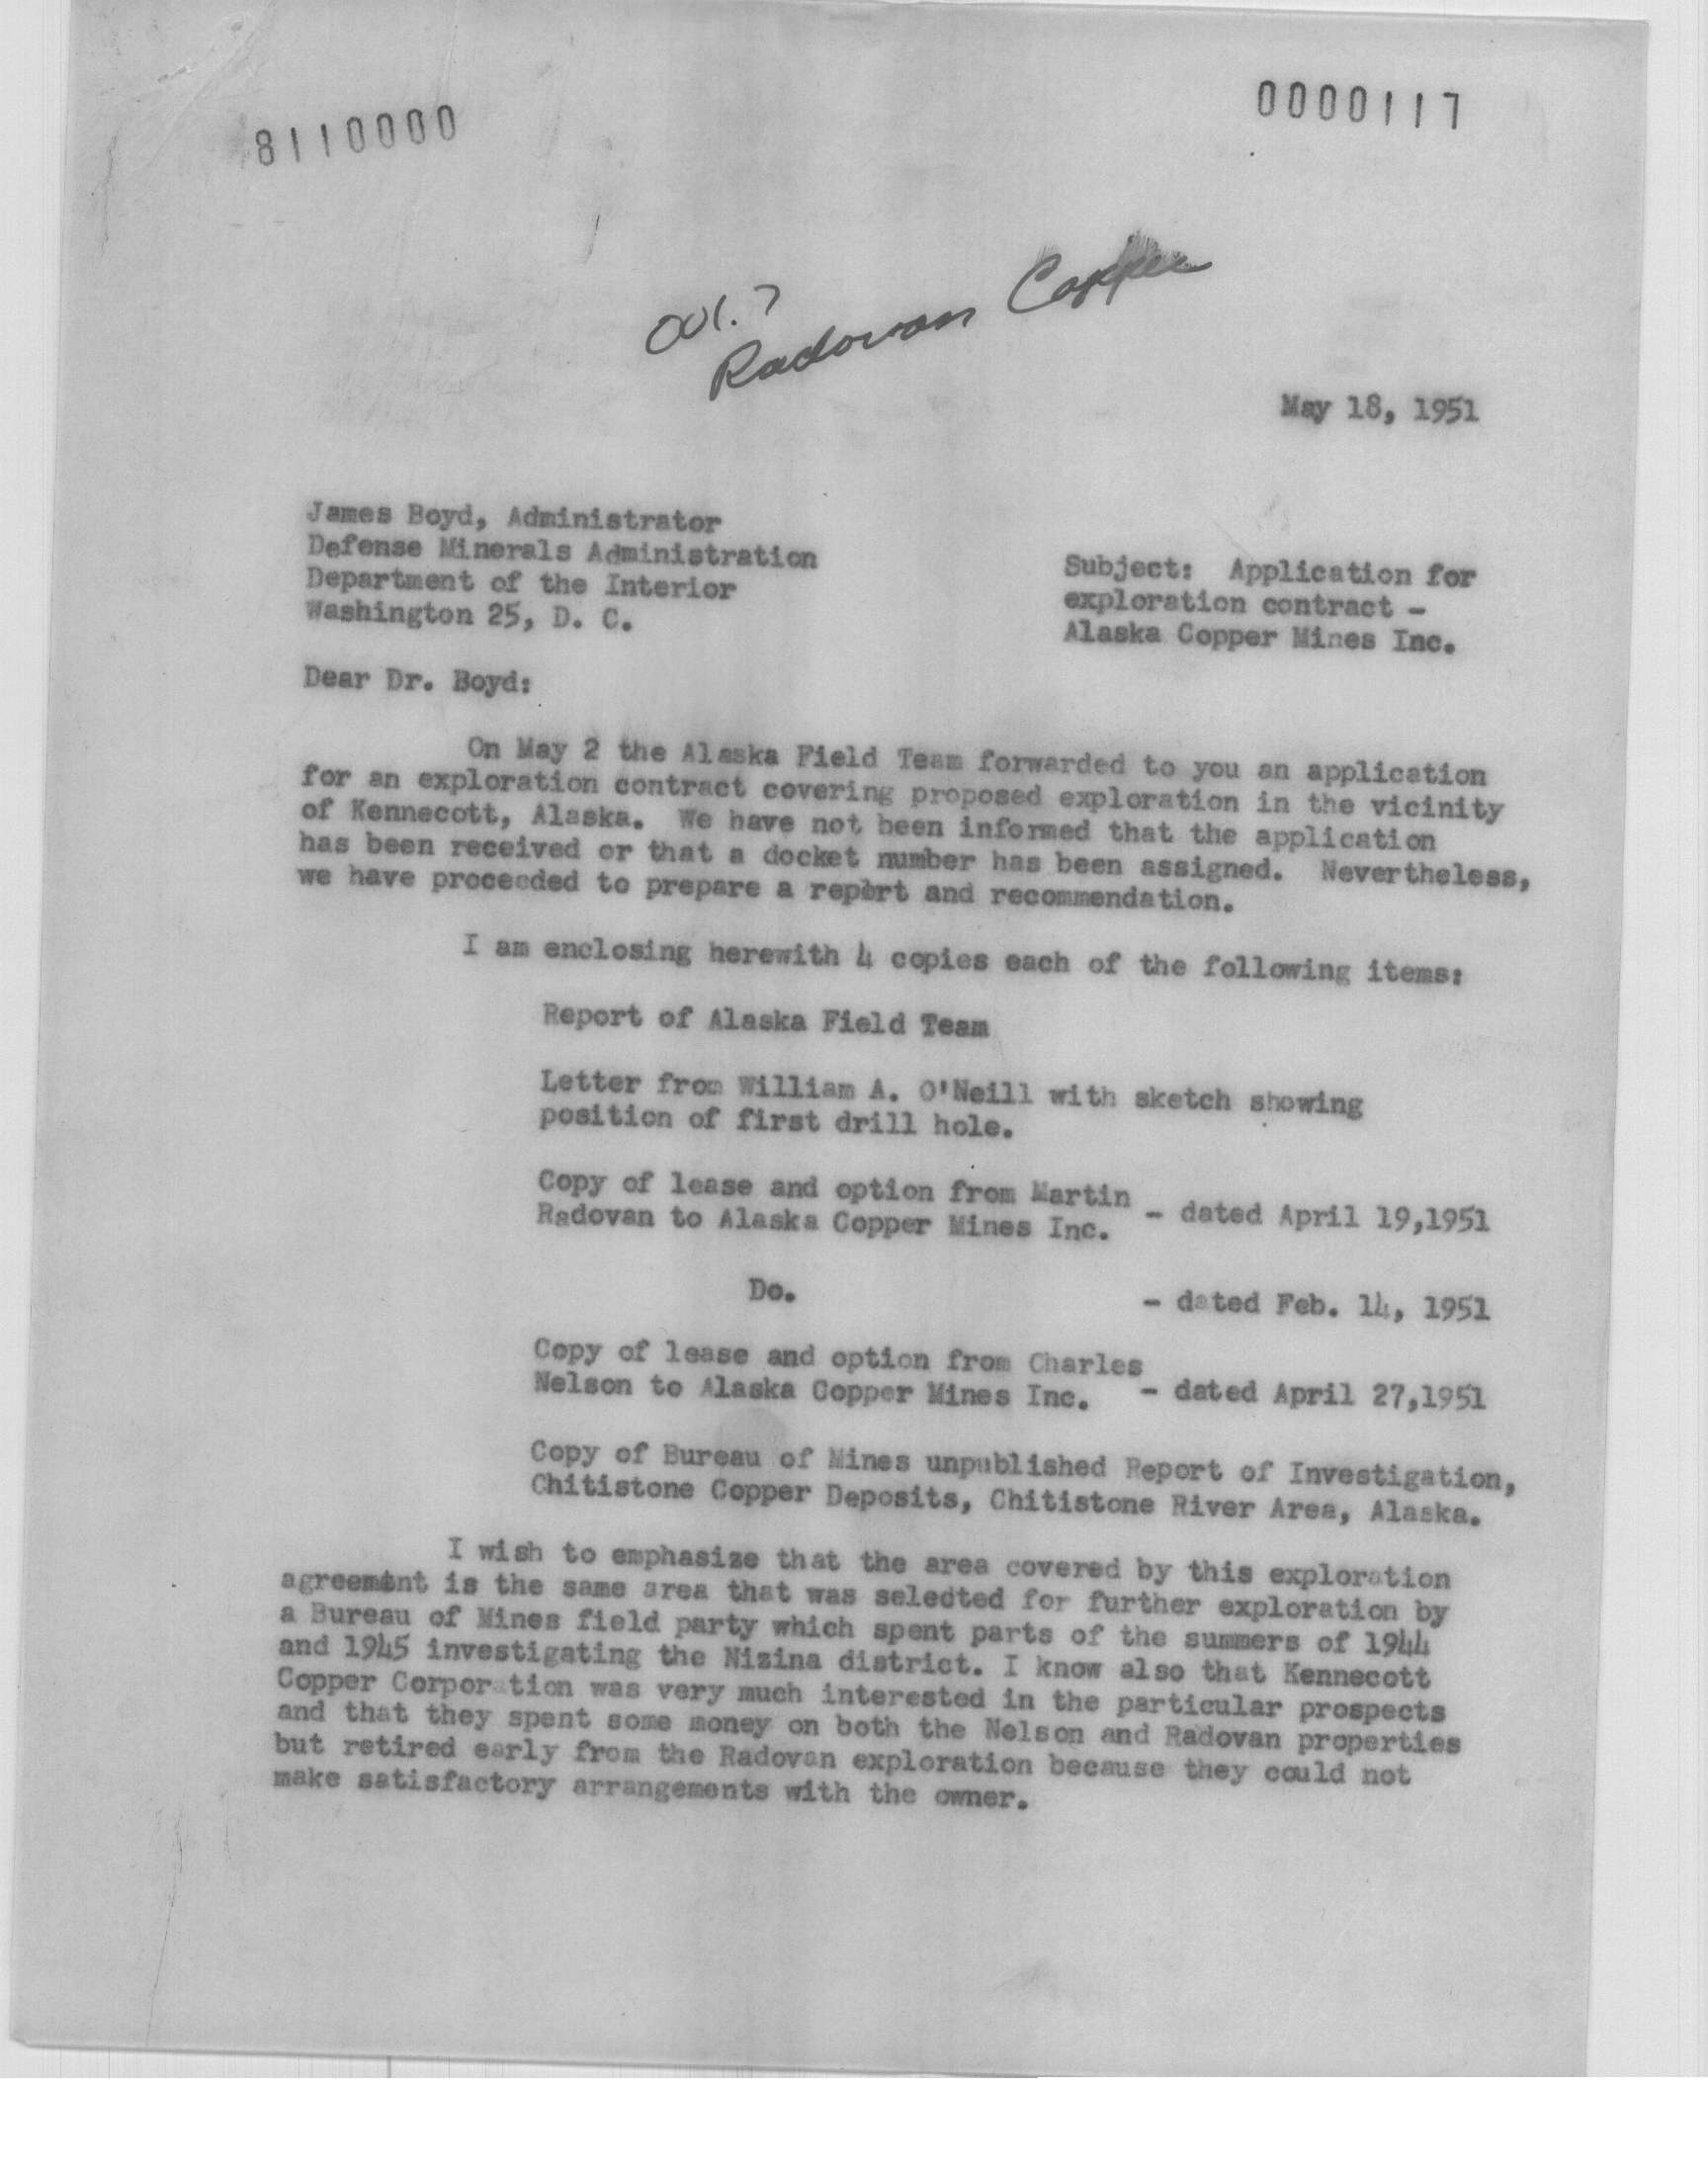 8110000
0000117
001.7
Radovan Copper
May 18, 1951
James Boyd, Administrator
Defense Minerals Administration
Department of the Interior
Washington 25, D. C.
Subject: Application for
exploration contract -
Alaska Copper Mines Inc.
Dear Dr. Boyd:
On May 2 the Alaska Field Team forwarded to you an application
for an exploration contract covering proposed exploration in the vicinity
of Kennecott, Alaska. We have not been informed that the application
has been received or that a docket number has been assigned. Nevertheless,
we have proceeded to prepare a report and recommendation.
I am enclosing herewith 4 copies each of the following items:
Report of Alaska Field Team
Letter from William A. O'Neill with sketch showing
position of first drill hole.
Copy of lease and option from Martin
Radovan to Alaska Copper Mines Inc. - dated April 19,1951
Do. - dated Feb. 14, 1951
Copy of lease and option from Charles
Nelson to Alaska Copper Mines Inc. - dated April 27,1951
Copy of Bureau of Mines unpublished Report of Investigation,
Chitistone Copper Deposits, Chitistone River Area, Alaska.
I wish to emphasize that the area covered by this exploration
agreement is the same area that was seledted for further exploration by
a Bureau of Mines field party which spent parts of the summers of 1944
and 1945 investigating the Nizina district. I know also that Kennecott
Copper Corporation was very much interested in the particular prospects
and that they spent some money on both the Nelson and Radovan properties
but retired early from the Radovan exploration because they could not
make satisfactory arrangements with the owner.